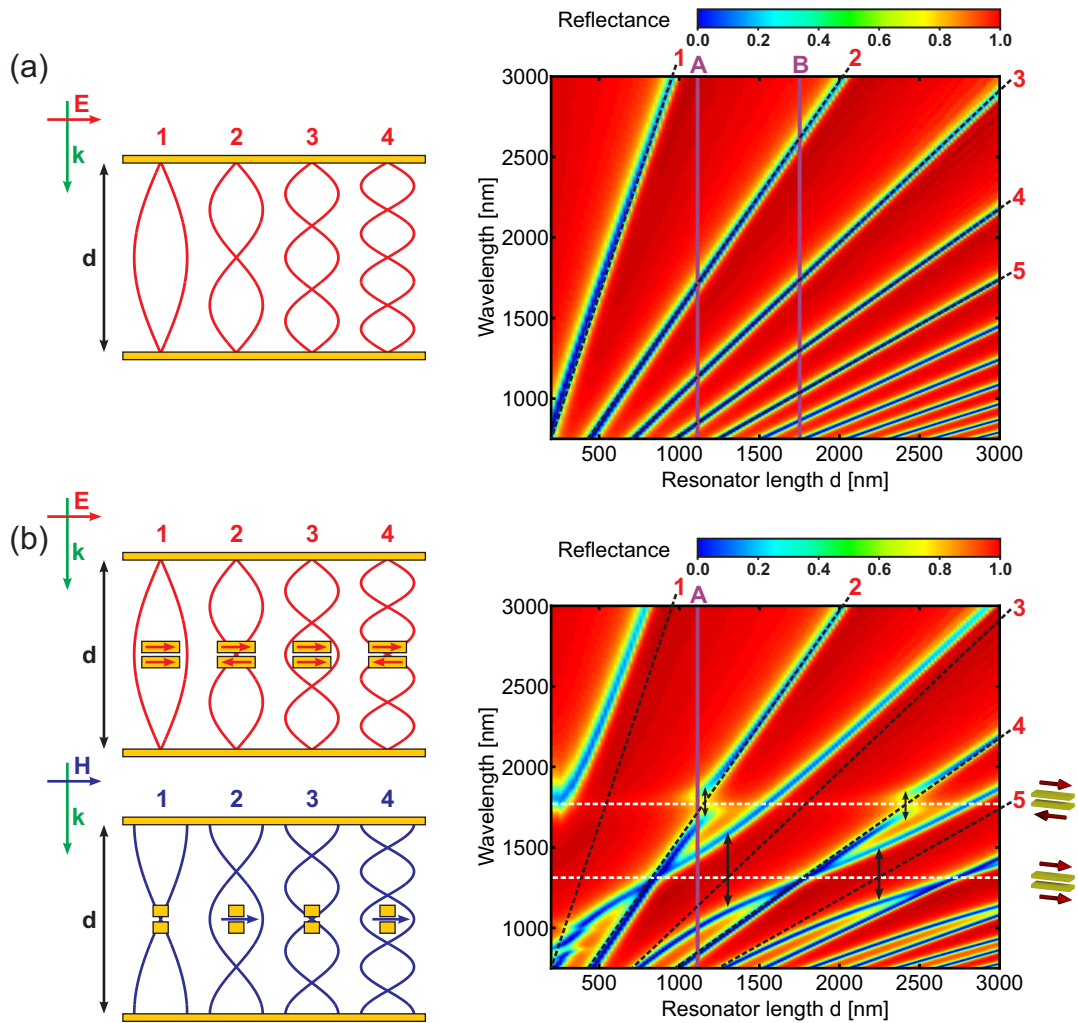 (a)
E
k
1 2 3 4
d
Reflectance
0.0 0.2 0.4 0.6 0.8 1.0
1 A B 2 3 4 5
Wavelength [nm]
3000
2500
2000
1500
1000
500 1000 1500 2000 2500 3000
Resonator length d [nm]
(b)
E
k
1 2 3 4
d
H
k
1 2 3 4
d
Reflectance
0.0 0.2 0.4 0.6 0.8 1.0
1 A 2 3 4 5
Wavelength [nm]
3000
2500
2000
1500
1000
500 1000 1500 2000 2500 3000
Resonator length d [nm]